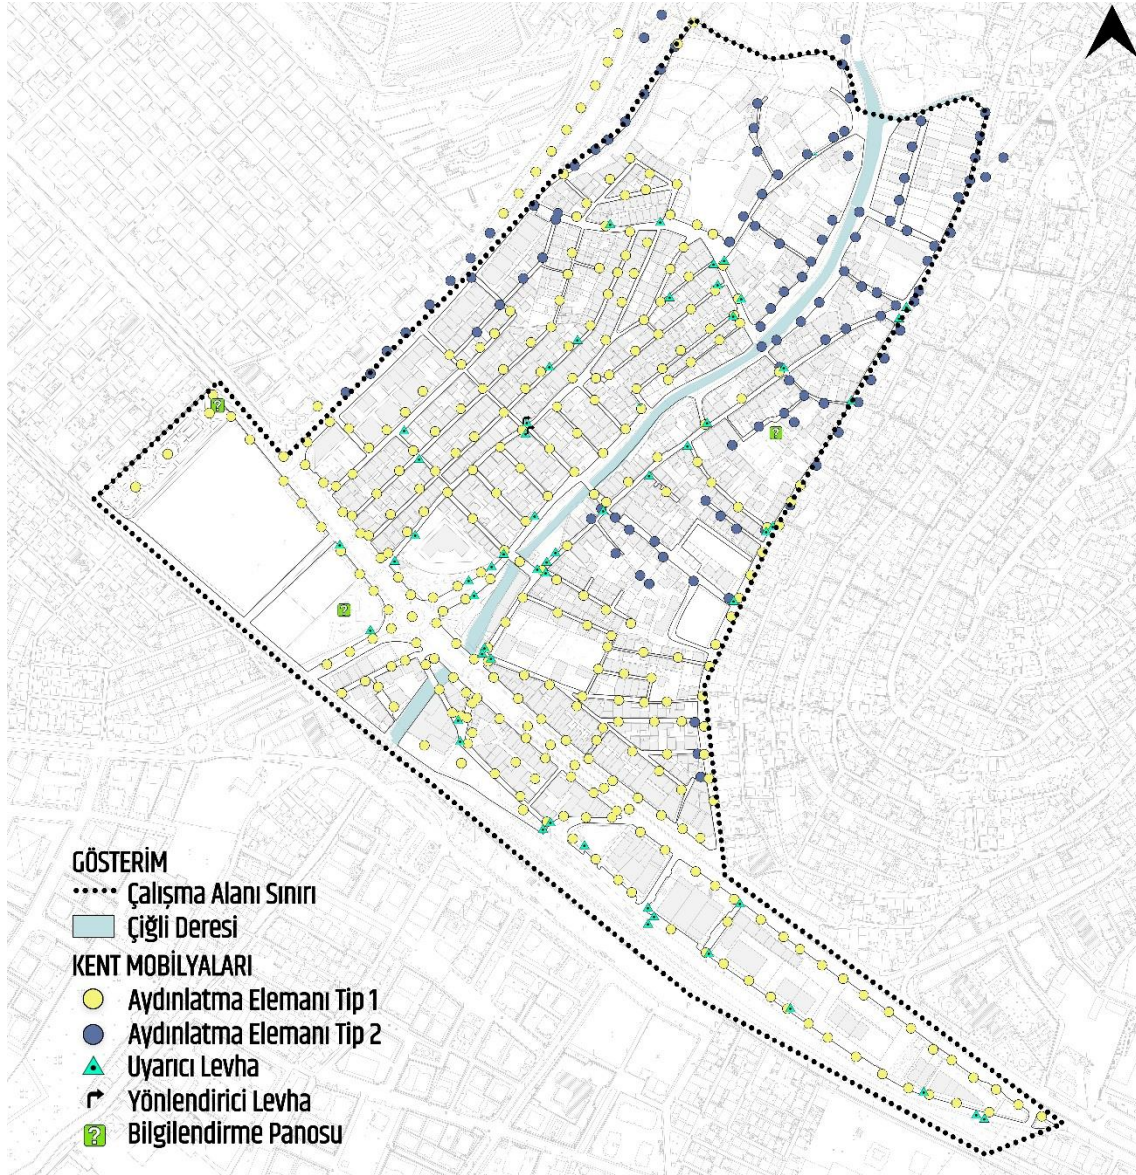 GÖSTERİM
Çalışma Alanı Sınırı
Çiğli Deresi
KENT MOBİLYALARI
Aydınlatma Elemanı Tip 1
Aydınlatma Elemanı Tip 2
Uyarıcı Levha
Yönlendirici Levha
? Bilgilendirme Panosu